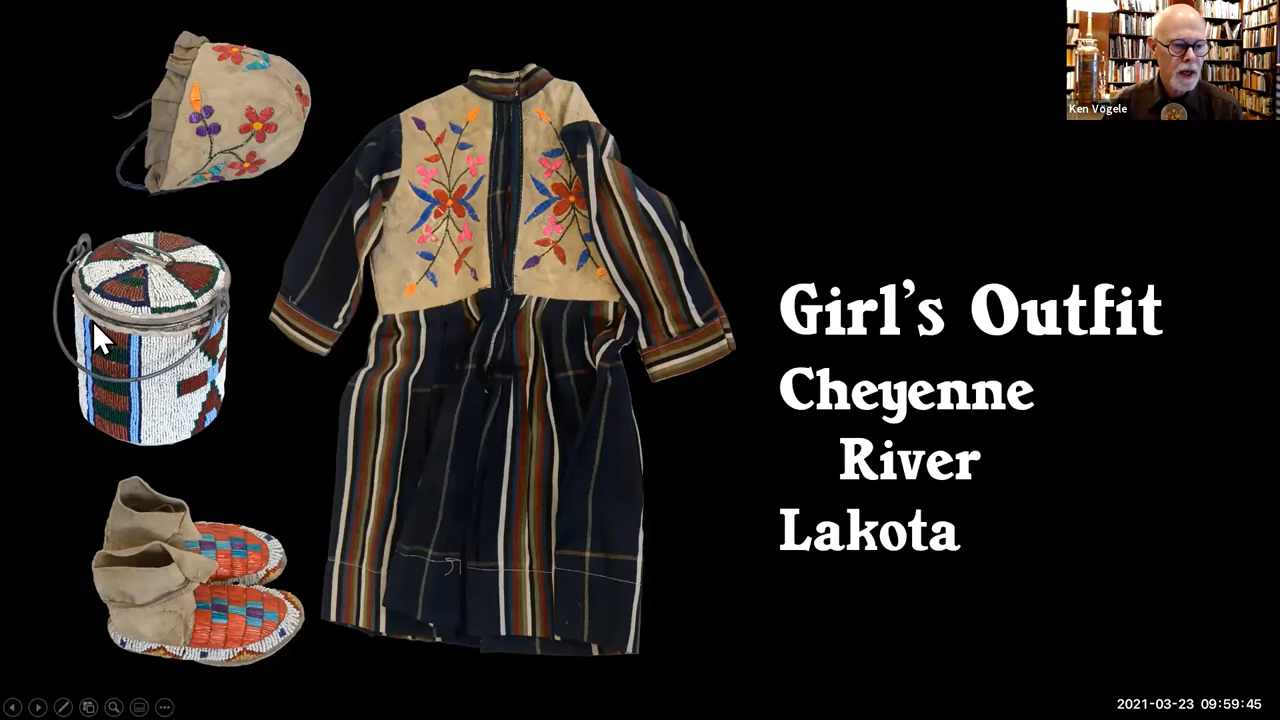 Ken Vogele
Girl's Outfit
Cheyenne
River
Lakota
2021-03-23 09:59:45